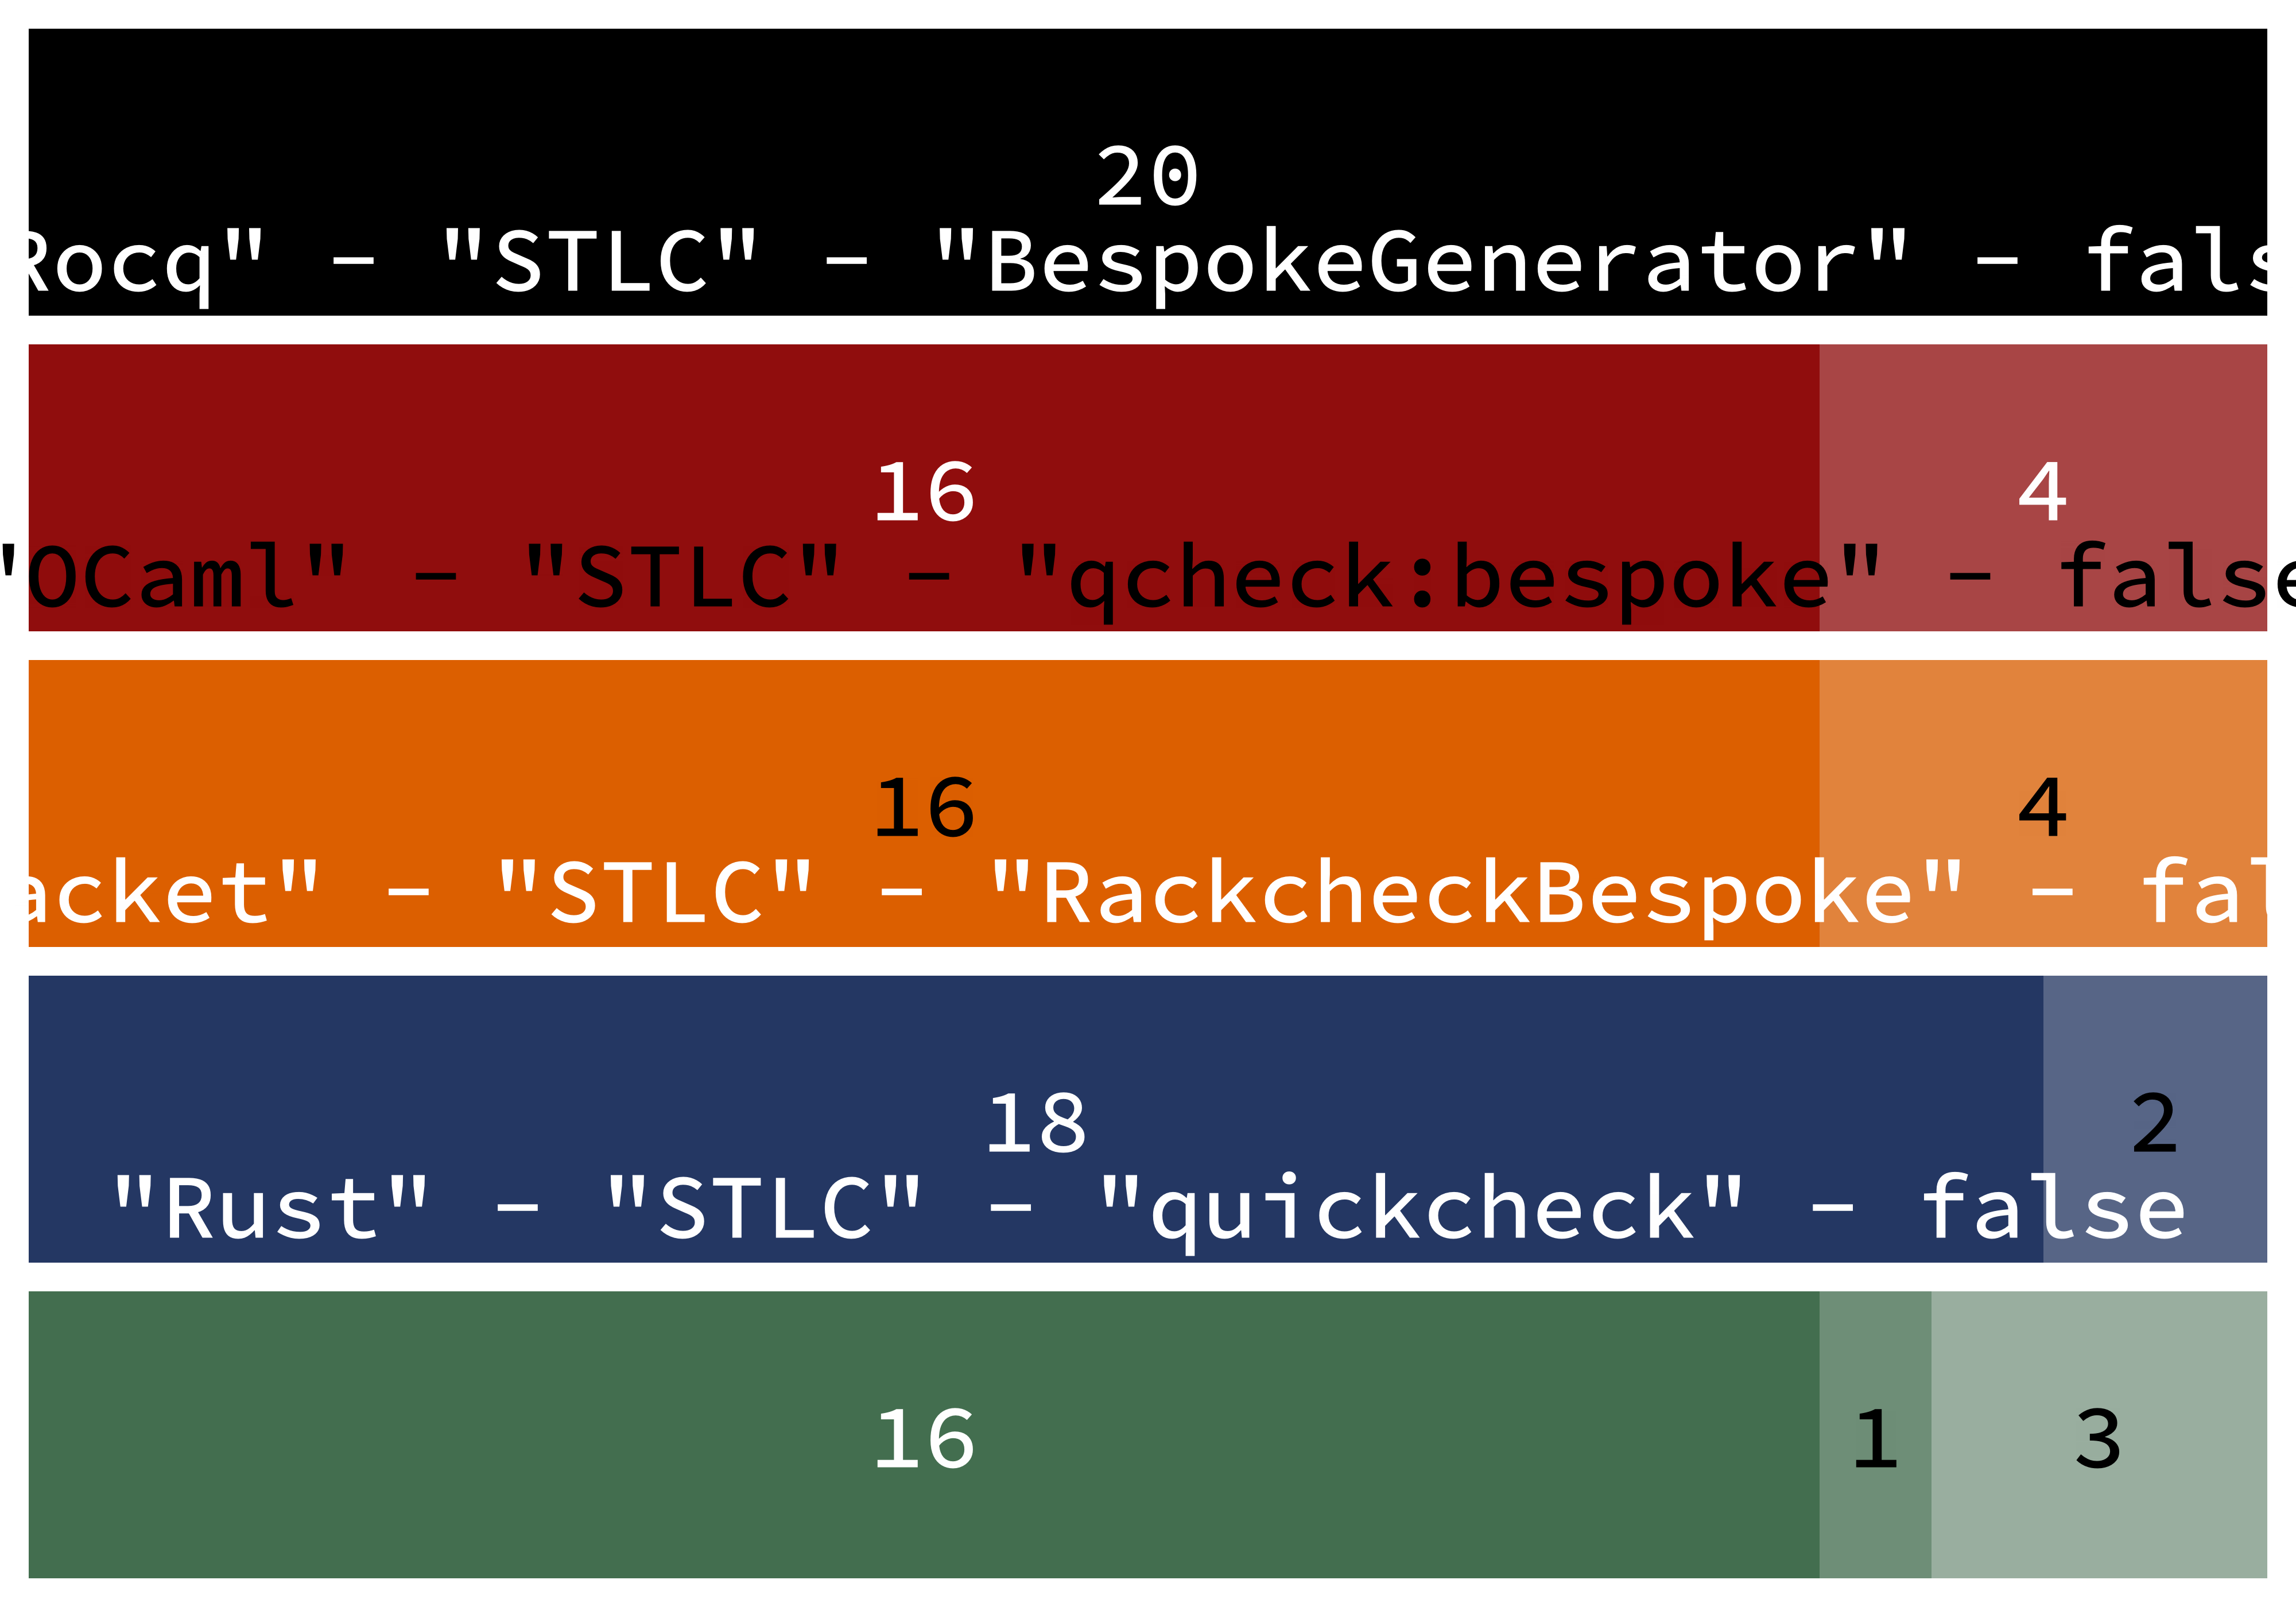 20
Rocq" – "STLC" – "BespokeGenerator" – fals
16 4
"OCaml" – "STLC" – "qcheck:bespoke" – false
16 4
acket" – "STLC" – "RackcheckBespoke" – fal
18 2
"Rust" – "STLC" – "quickcheck" – false
16 1 3